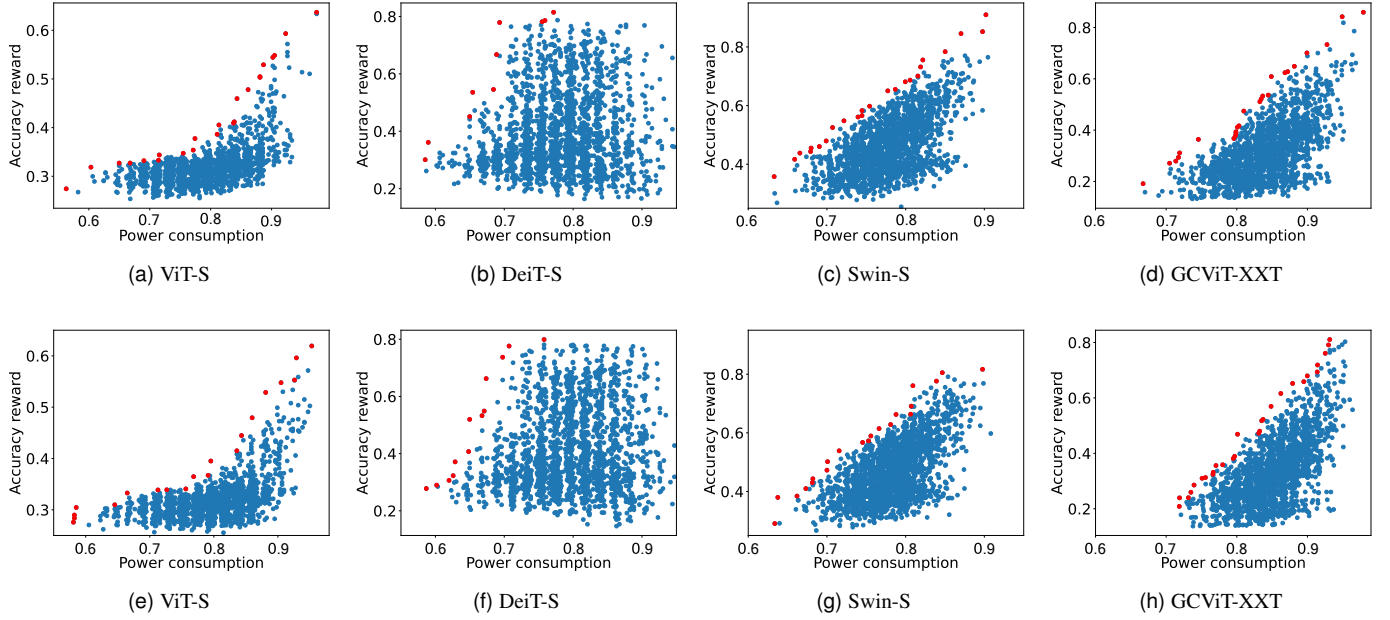 Accuracy reward
0.6
0.5
0.4
0.3
0.6 0.7 0.8 0.9
Power consumption
(a) ViT-S
Accuracy reward
0.8
0.6
0.4
0.2
0.6 0.7 0.8 0.9
Power consumption
(b) DeiT-S
Accuracy reward
0.8
0.6
0.4
0.6 0.7 0.8 0.9
Power consumption
(c) Swin-S
Accuracy reward
0.8
0.6
0.4
0.2
0.6 0.7 0.8 0.9
Power consumption
(d) GCViT-XXT
Accuracy reward
0.6
0.5
0.4
0.3
0.6 0.7 0.8 0.9
Power consumption
(e) ViT-S
Accuracy reward
0.8
0.6
0.4
0.2
0.6 0.7 0.8 0.9
Power consumption
(f) DeiT-S
Accuracy reward
0.8
0.6
0.4
0.6 0.7 0.8 0.9
Power consumption
(g) Swin-S
Accuracy reward
0.8
0.6
0.4
0.2
0.6 0.7 0.8 0.9
Power consumption
(h) GCViT-XXT